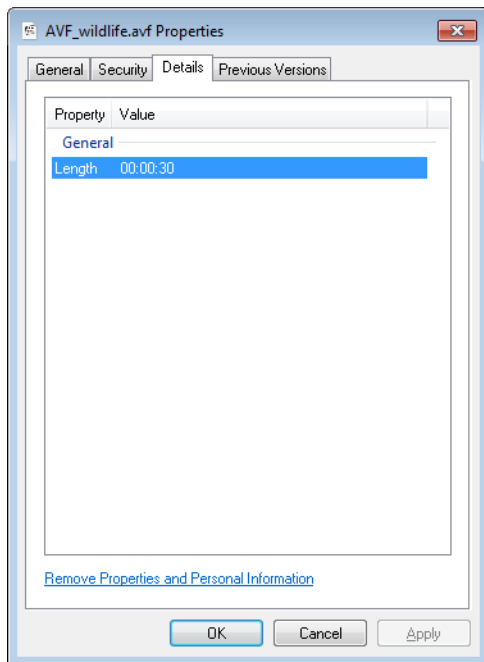 AVF_wildlife.avf Properties
General Security Details Previous Versions
Property Value
General
Length 00:00:30
Remove Properties and Personal Information
OK Cancel Apply